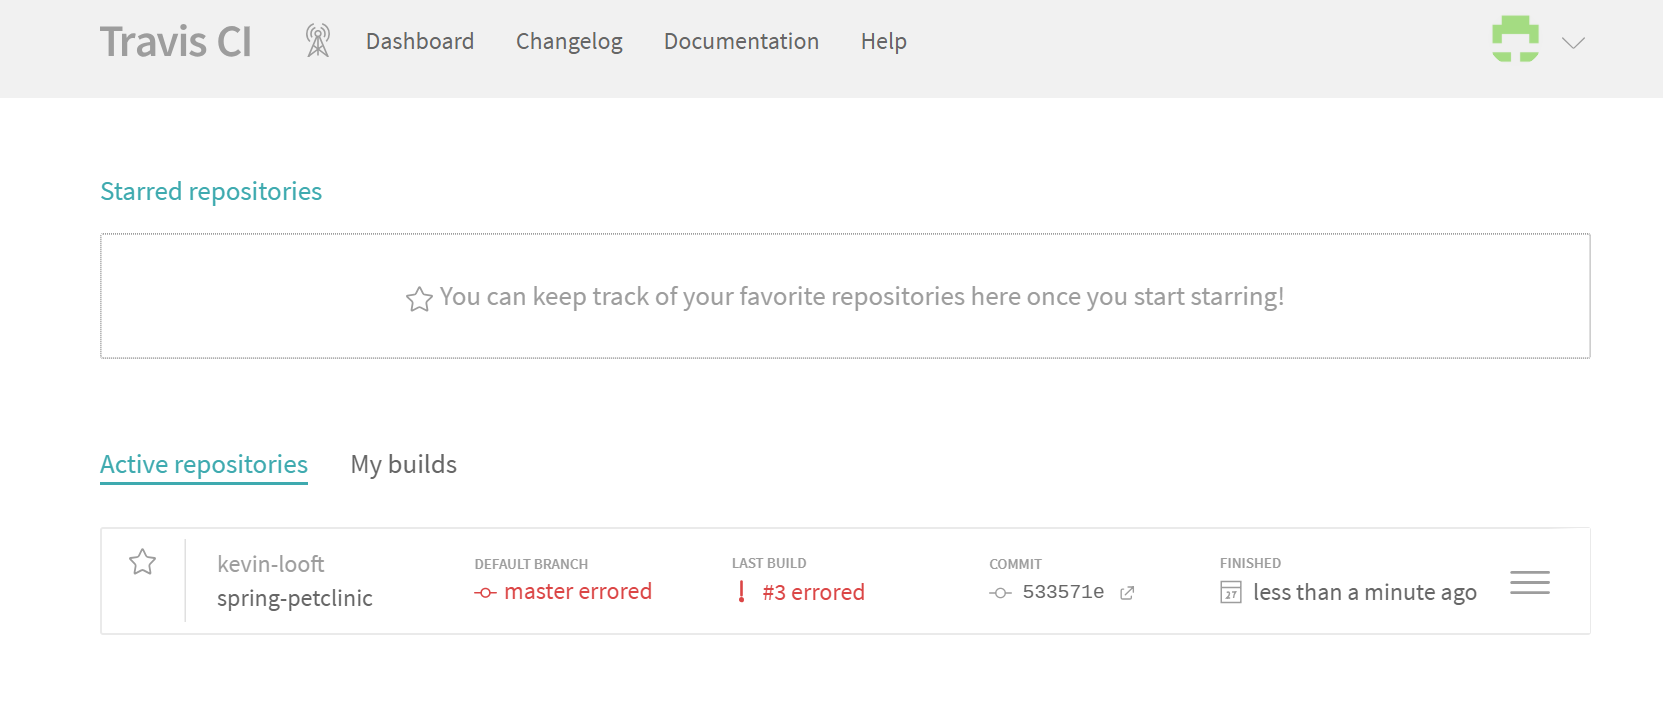 Travis CI Dashboard Changelog Documentation Help
Starred repositories
You can keep track of your favorite repositories here once you start starring!
Active repositories My builds
kevin-looft DEFAULT BRANCH LAST BUILD COMMIT FINISHED
spring-petclinic master errored #3 errored 533571e 27 less than a minute ago